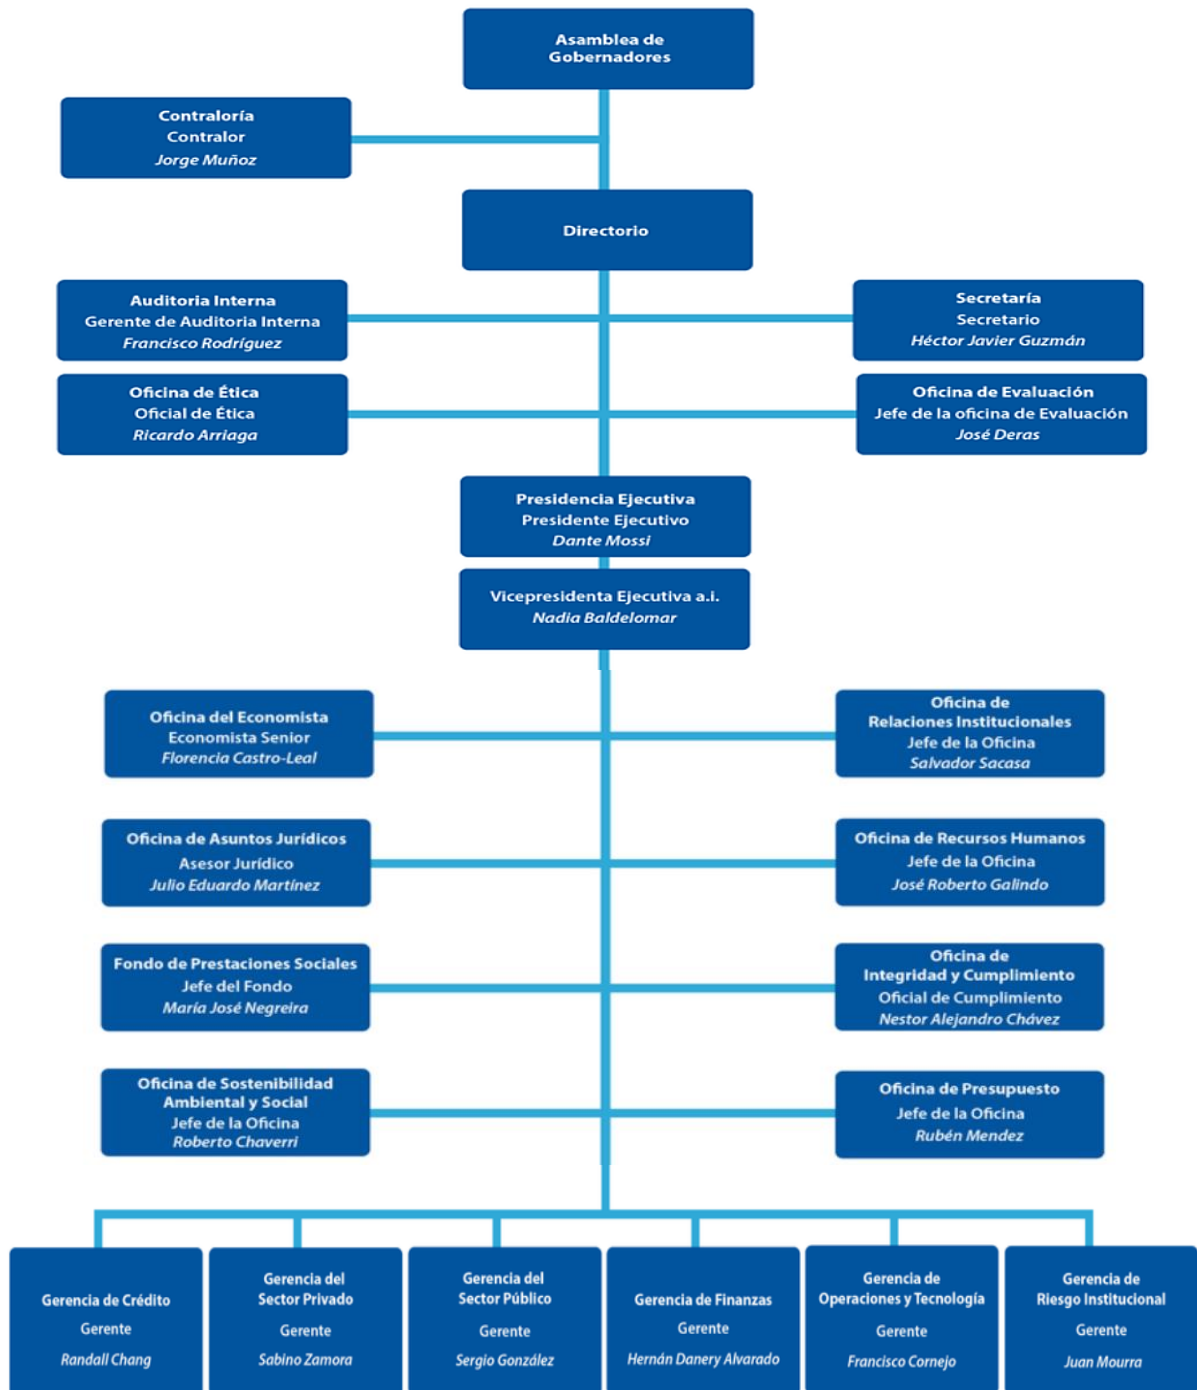 Asamblea de
Gobernadores
Contraloría
Contralor
Jorge Muñoz
Directorio
Auditoria Interna
Gerente de Auditoria Interna
Francisco Rodríguez
Secretaría
Secretario
Héctor Javier Guzmán
Oficina de Ética
Oficial de Ética
Ricardo Arriaga
Oficina de Evaluación
Jefe de la oficina de Evaluación
José Deras
Presidencia Ejecutiva
Presidente Ejecutivo
Dante Mossi
Vicepresidenta Ejecutiva a.i.
Nadia Baldelomar
Oficina del Economista
Economista Senior
Florencia Castro-Leal
Oficina de
Relaciones Institucionales
Jefe de la Oficina
Salvador Sacasa
Oficina de Asuntos Jurídicos
Asesor Jurídico
Julio Eduardo Martínez
Oficina de Recursos Humanos
Jefe de la Oficina
José Roberto Galindo
Fondo de Prestaciones Sociales
Jefe del Fondo
María José Negreira
Oficina de
Integridad y Cumplimiento
Oficial de Cumplimiento
Nestor Alejandro Chávez
Oficina de Sostenibilidad
Ambiental y Social
Jefe de la Oficina
Roberto Chaverri
Oficina de Presupuesto
Jefe de la Oficina
Rubén Mendez
Gerencia de Crédito
Gerente
Randall Chang
Gerencia del
Sector Privado
Gerente
Sabino Zamora
Gerencia del
Sector Público
Gerente
Sergio González
Gerencia de Finanzas
Gerente
Hernán Danery Alvarado
Gerencia de
Operaciones y Tecnología
Gerente
Francisco Cornejo
Gerencia de
Riesgo Institucional
Gerente
Juan Mourra